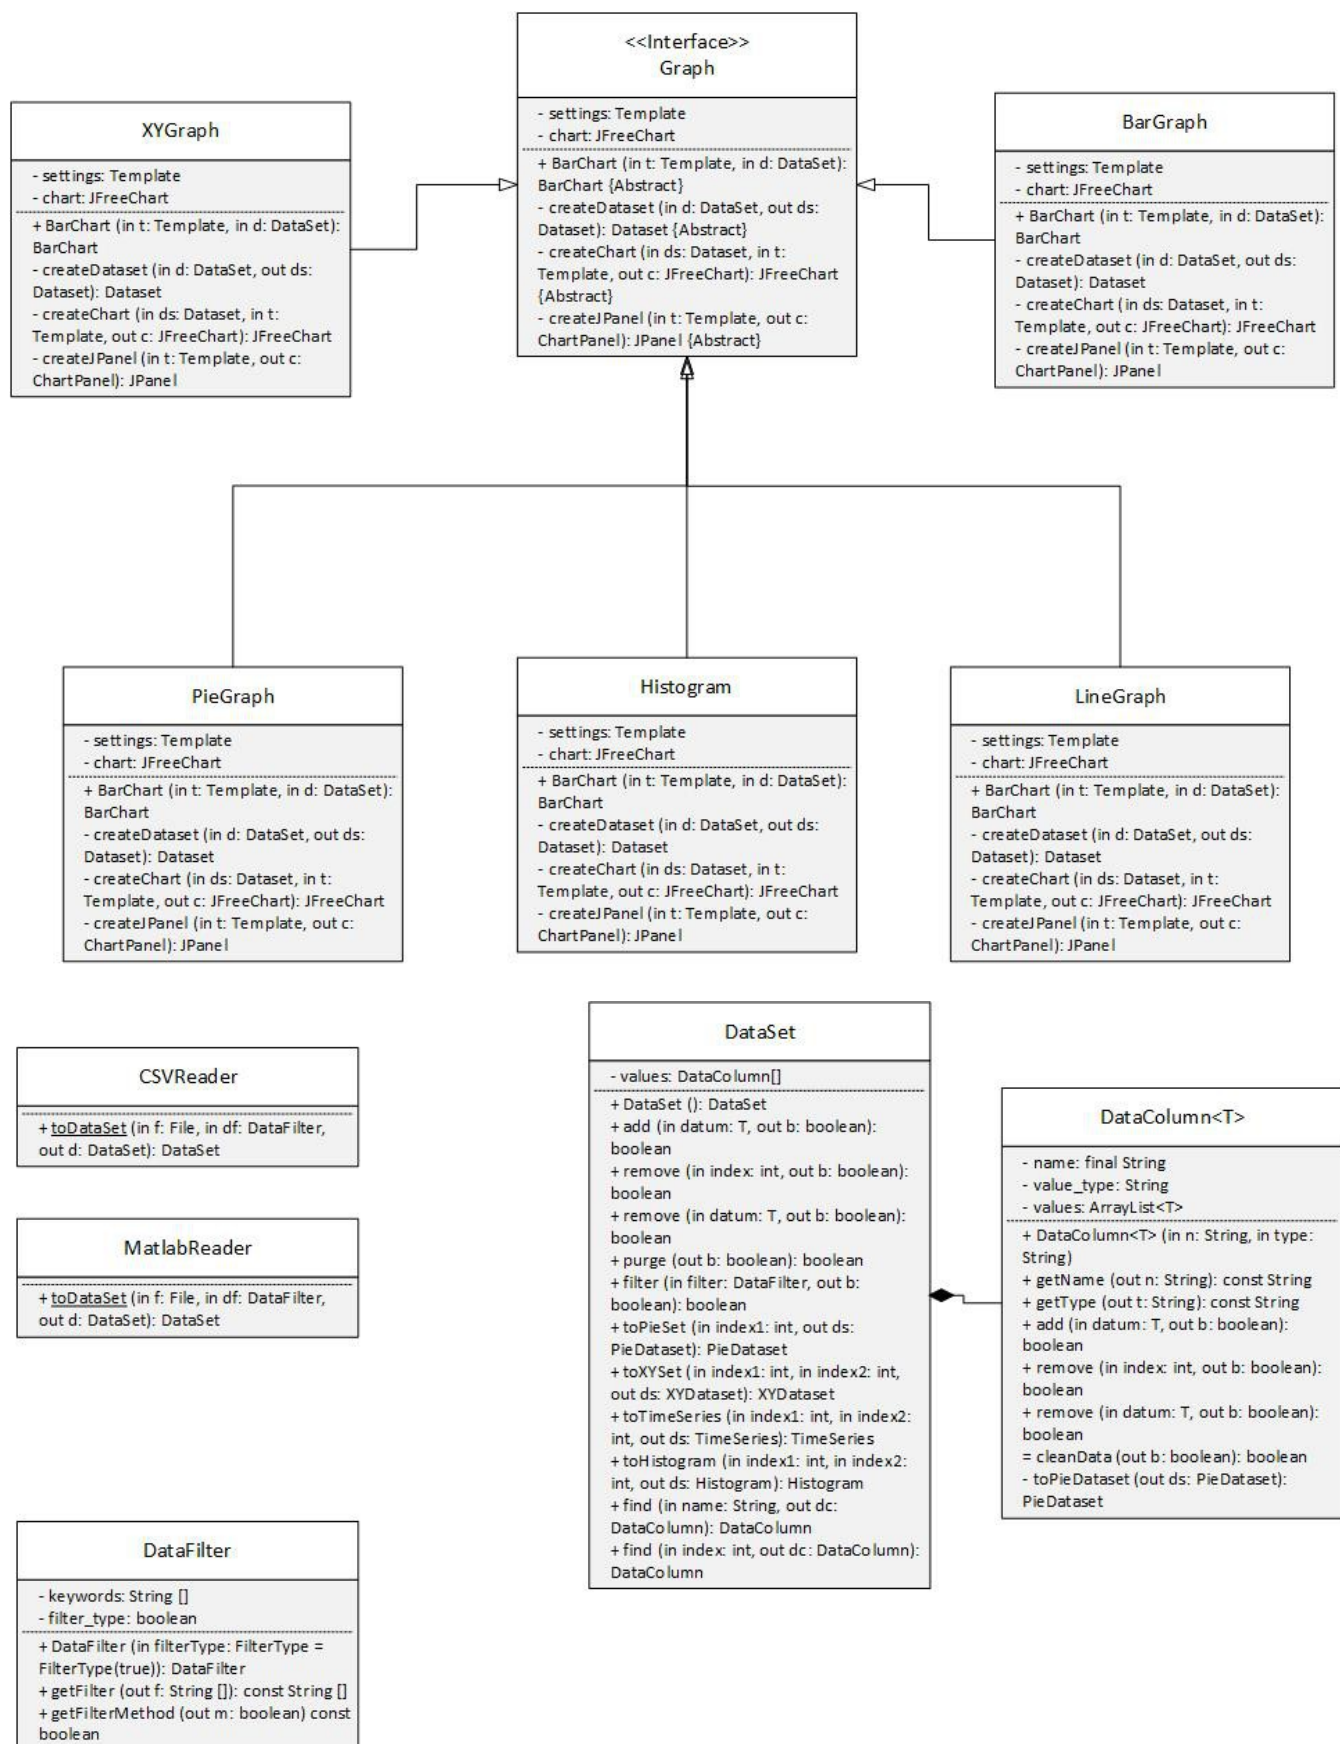 <<Interface>>
Graph
- settings: Template
- chart: JFreeChart
+ BarChart (in t: Template, in d: DataSet):
BarChart {Abstract}
- createDataset (in d: DataSet, out ds:
Dataset): Dataset {Abstract}
- createChart (in ds: Dataset, in t:
Template, out c: JFreeChart): JFreeChart
{Abstract}
- createJPanel (in t: Template, out c:
ChartPanel): JPanel {Abstract}
XYGraph
- settings: Template
- chart: JFreeChart
+ BarChart (in t: Template, in d: DataSet):
BarChart
- createDataset (in d: DataSet, out ds:
Dataset): Dataset
- createChart (in ds: Dataset, in t:
Template, out c: JFreeChart): JFreeChart
- createJPanel (in t: Template, out c:
ChartPanel): JPanel
BarGraph
- settings: Template
- chart: JFreeChart
+ BarChart (in t: Template, in d: DataSet):
BarChart
- createDataset (in d: DataSet, out ds:
Dataset): Dataset
- createChart (in ds: Dataset, in t:
Template, out c: JFreeChart): JFreeChart
- createJPanel (in t: Template, out c:
ChartPanel): JPanel
PieGraph
- settings: Template
- chart: JFreeChart
+ BarChart (in t: Template, in d: DataSet):
BarChart
- createDataset (in d: DataSet, out ds:
Dataset): Dataset
- createChart (in ds: Dataset, in t:
Template, out c: JFreeChart): JFreeChart
- createJPanel (in t: Template, out c:
ChartPanel): JPanel
Histogram
- settings: Template
- chart: JFreeChart
+ BarChart (in t: Template, in d: DataSet):
BarChart
- createDataset (in d: DataSet, out ds:
Dataset): Dataset
- createChart (in ds: Dataset, in t:
Template, out c: JFreeChart): JFreeChart
- createJPanel (in t: Template, out c:
ChartPanel): JPanel
LineGraph
- settings: Template
- chart: JFreeChart
+ BarChart (in t: Template, in d: DataSet):
BarChart
- createDataset (in d: DataSet, out ds:
Dataset): Dataset
- createChart (in ds: Dataset, in t:
Template, out c: JFreeChart): JFreeChart
- createJPanel (in t: Template, out c:
ChartPanel): JPanel
CSVReader
+ toDataSet (in f: File, in df: DataFilter,
out d: DataSet): DataSet
MatlabReader
+ toDataSet (in f: File, in df: DataFilter,
out d: DataSet): DataSet
DataFilter
- keywords: String []
- filter_type: boolean
+ DataFilter (in filterType: FilterType =
FilterType(true)): DataFilter
+ getFilter (out f: String []): const String []
+ getFilterMethod (out m: boolean) const
boolean
DataSet
- values: DataColumn[]
+ DataSet (): DataSet
+ add (in datum: T, out b: boolean):
boolean
+ remove (in index: int, out b: boolean):
boolean
+ remove (in datum: T, out b: boolean):
boolean
+ purge (out b: boolean): boolean
+ filter (in filter: DataFilter, out b:
boolean): boolean
+ toPieSet (in index1: int, out ds:
PieDataset): PieDataset
+ toXYSet (in index1: int, in index2: int,
out ds: XYDataset): XYDataset
+ toTimeSeries (in index1: int, in index2:
int, out ds: TimeSeries): TimeSeries
+ toHistogram (in index1: int, in index2:
int, out ds: Histogram): Histogram
+ find (in name: String, out dc:
DataColumn): DataColumn
+ find (in index: int, out dc: DataColumn):
DataColumn
DataColumn<T>
- name: final String
- value_type: String
- values: ArrayList<T>
+ DataColumn<T> (in n: String, in type:
String)
+ getName (out n: String): const String
+ getType (out t: String): const String
+ add (in datum: T, out b: boolean):
boolean
+ remove (in index: int, out b: boolean):
boolean
+ remove (in datum: T, out b: boolean):
boolean
= cleanData (out b: boolean): boolean
- toPieDataset (out ds: PieDataset):
PieDataset